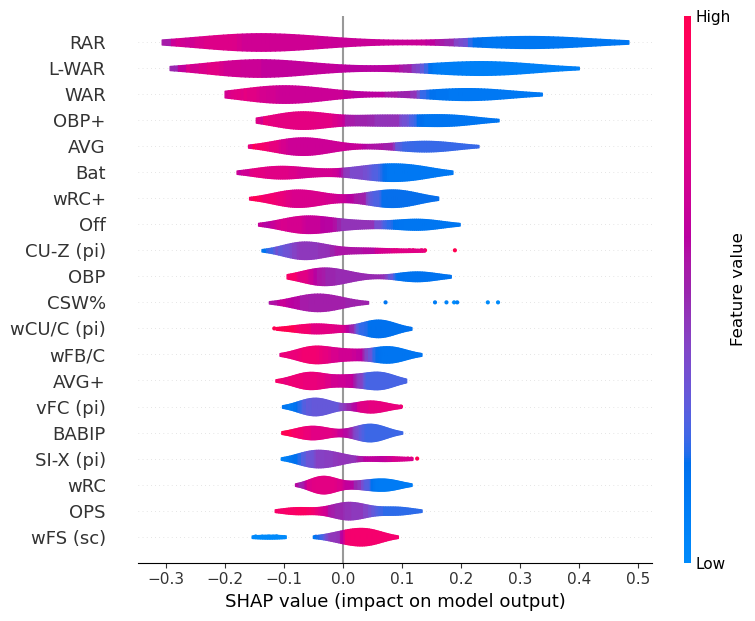 High
RAR
L-WAR
WAR
OBP+
AVG
Bat
wRC+
Off
CU-Z (pi)
OBP
CSW%
wCU/C (pi)
wFB/C
AVG+
vFC (pi)
BABIP
SI-X (pi)
wRC
OPS
wFS (sc)
Feature value
Low
−0.3 −0.2 −0.1 0.0 0.1 0.2 0.3 0.4 0.5
SHAP value (impact on model output)